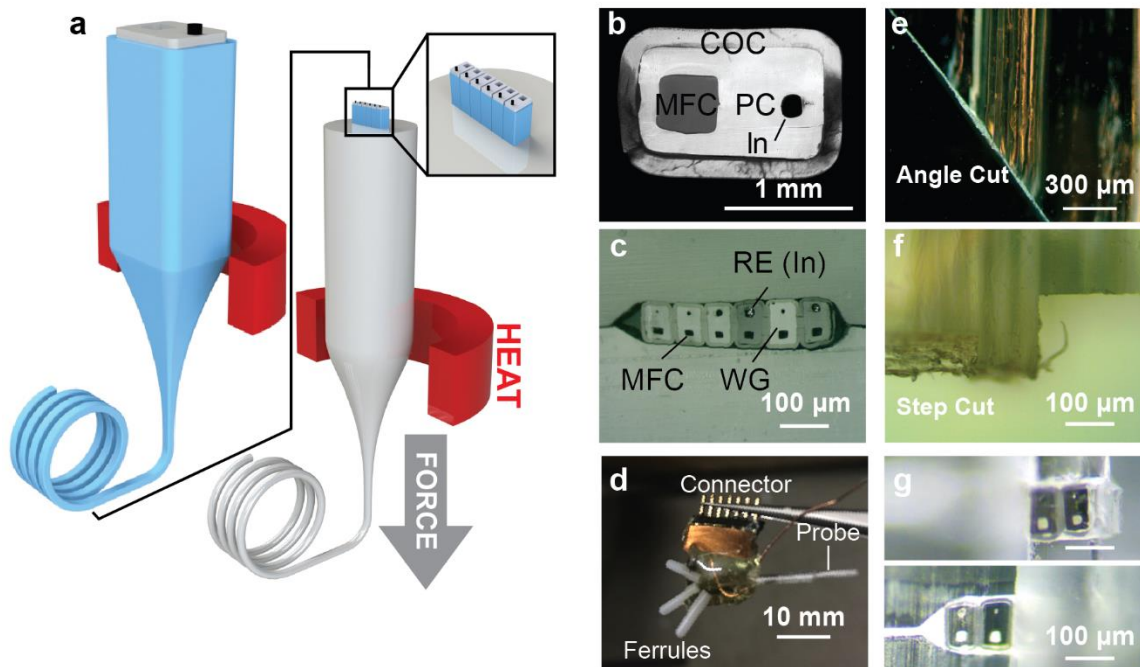 a
HEAT
FORCE
b
COC
MFC
PC
In
1 mm
c
RE (In)
MFC
WG
100 µm
d
Connector
Probe
10 mm
Ferrules
e
Angle Cut
300 µm
f
Step Cut
100 µm
g
100 µm